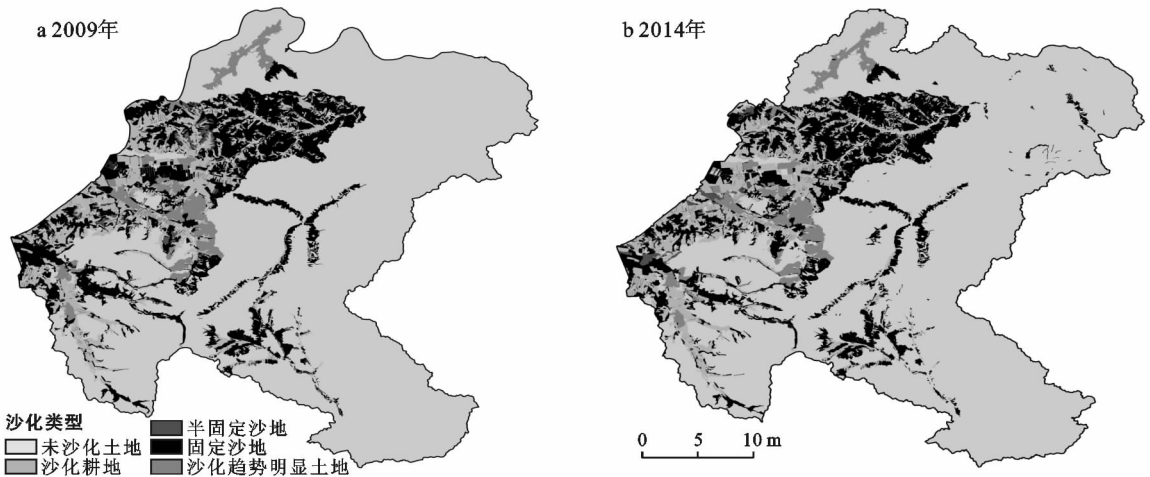 a 2009年
b 2014年
沙化类型
半固定沙地
未沙化土地
固定沙地
沙化耕地
沙化趋势明显土地
0 5 10 m